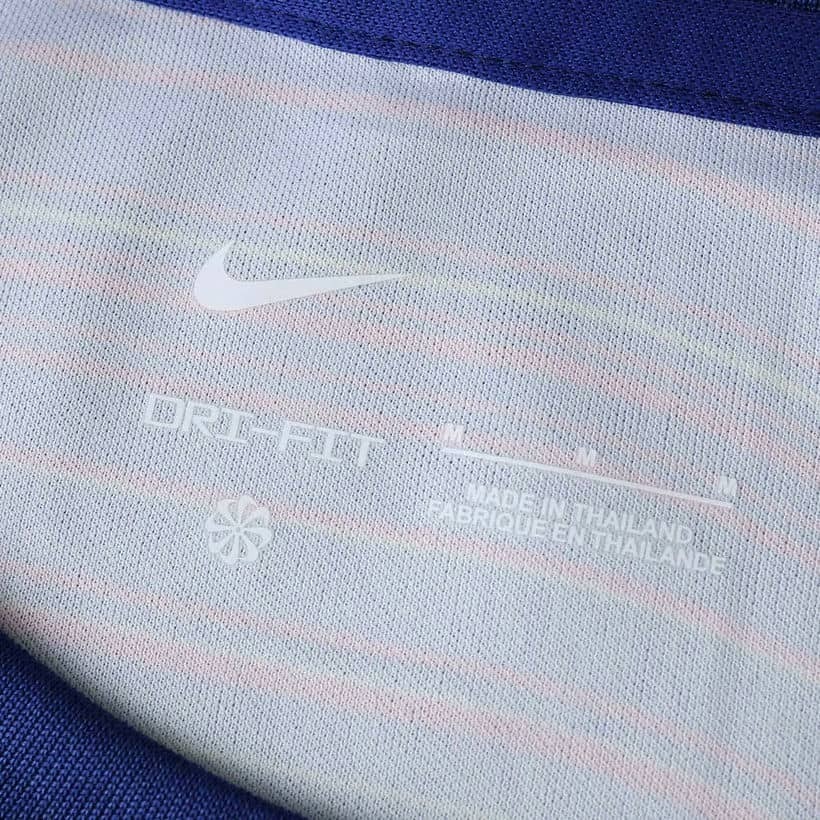 DRI-FIT
M M M
MADE IN THAILAND
FABRIQUE EN THAILANDE